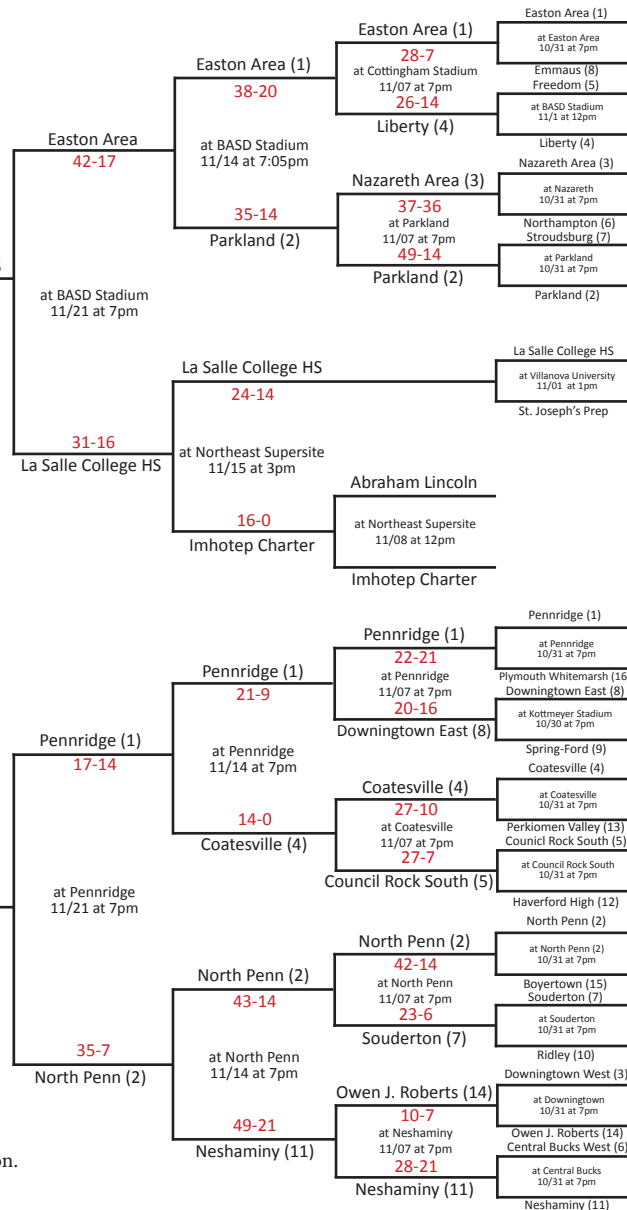 Easton Area (1)
at Easton Area
10/31 at 7pm
Emmaus (8)
Freedom (5)
at BASD Stadium
11/1 at 12pm
Liberty (4)
Easton Area (1)
28-7
at Cottingham Stadium
11/07 at 7pm
26-14
Liberty (4)
Easton Area (1)
38-20
at BASD Stadium
11/14 at 7:05pm
35-14
Parkland (2)
Nazareth Area (3)
37-36
at Parkland
11/07 at 7pm
49-14
Parkland (2)
Nazareth Area (3)
at Nazareth
10/31 at 7pm
Northampton (6)
Stroudsburg (7)
at Parkland
10/31 at 7pm
Parkland (2)
Easton Area
42-17
at BASD Stadium
11/21 at 7pm
31-16
La Salle College HS
La Salle College HS
24-14
at Northeast Supersite
11/15 at 3pm
16-0
Imhotep Charter
La Salle College HS
at Villanova University
11/01 at 1pm
St. Joseph's Prep
Abraham Lincoln
at Northeast Supersite
11/08 at 12pm
Imhotep Charter
Pennridge (1)
at Pennridge
10/31 at 7pm
Plymouth Whitemarsh (16
Downingtown East (8)
at Kottmeyer Stadium
10/30 at 7pm
Spring-Ford (9)
Pennridge (1)
22-21
at Pennridge
11/07 at 7pm
20-16
Downingtown East (8)
Pennridge (1)
21-9
at Pennridge
11/14 at 7pm
14-0
Coatesville (4)
Coatesville (4)
27-10
at Coatesville
11/07 at 7pm
27-7
Council Rock South (5)
Coatesville (4)
at Coatesville
10/31 at 7pm
Perkiomen Valley (13)
Counicl Rock South (5)
at Council Rock South
10/31 at 7pm
Haverford High (12)
Pennridge (1)
17-14
at Pennridge
11/21 at 7pm
35-7
North Penn (2)
North Penn (2)
43-14
at North Penn
11/14 at 7pm
49-21
Neshaminy (11)
North Penn (2)
42-14
at North Penn
11/07 at 7pm
23-6
Souderton (7)
North Penn (2)
at North Penn (2)
10/31 at 7pm
Boyertown (15)
Souderton (7)
at Souderton
10/31 at 7pm
Ridley (10)
Owen J. Roberts (14)
10-7
at Neshaminy
11/07 at 7pm
28-21
Neshaminy (11)
Downingtown West (3)
at Downingtown
10/31 at 7pm
Owen J. Roberts (14)
Central Bucks West (6)
at Central Bucks
10/31 at 7pm
Neshaminy (11)
on.